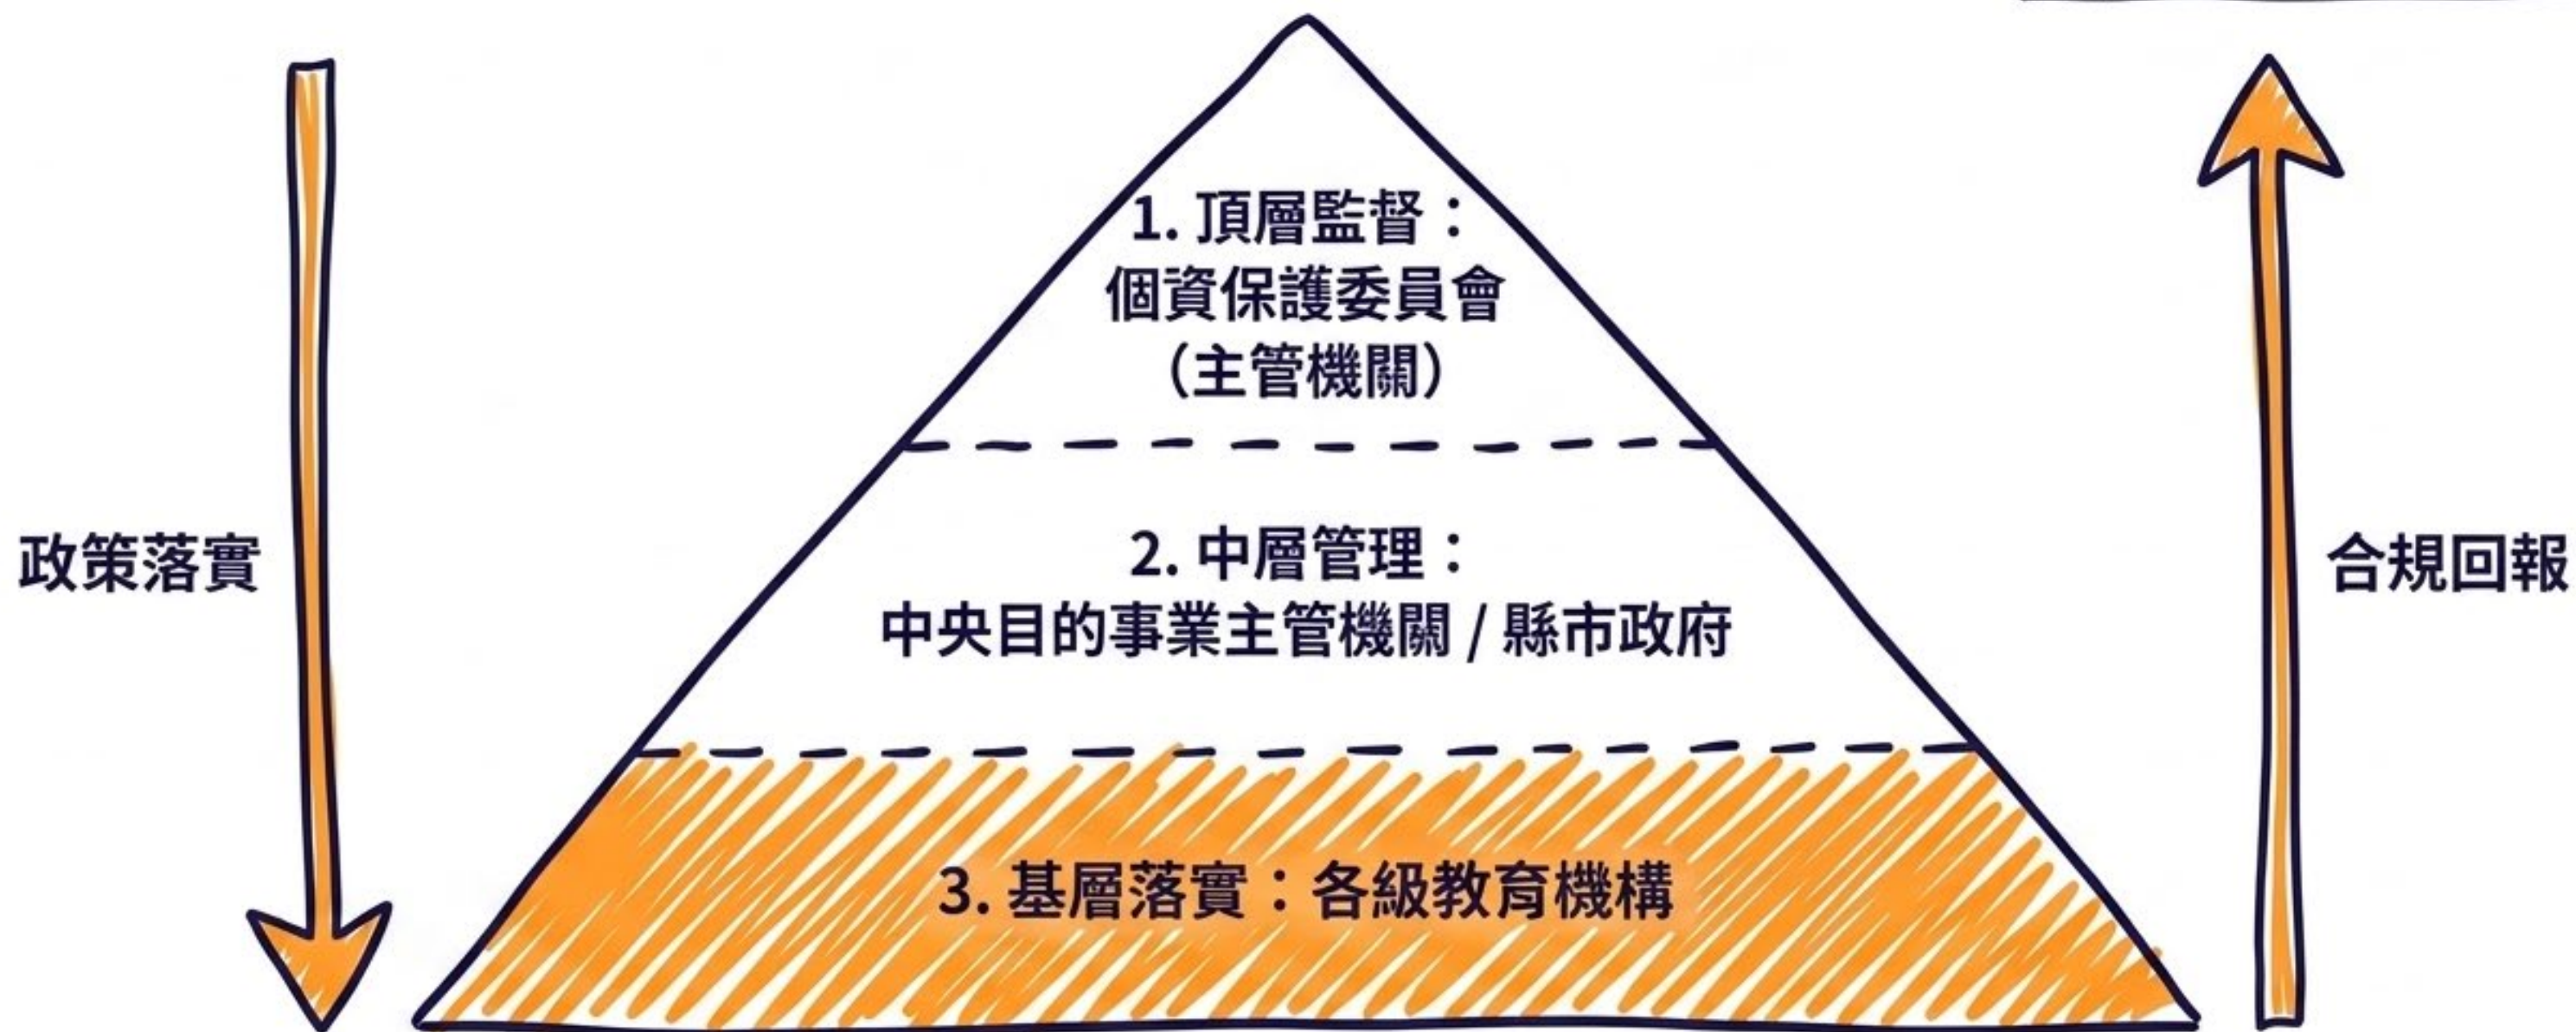 1. 頂層監督：
個資保護委員會
（主管機關）
政策落實
2. 中層管理：
中央目的事業主管機關 / 縣市政府
合規回報
3. 基層落實：各級教育機構